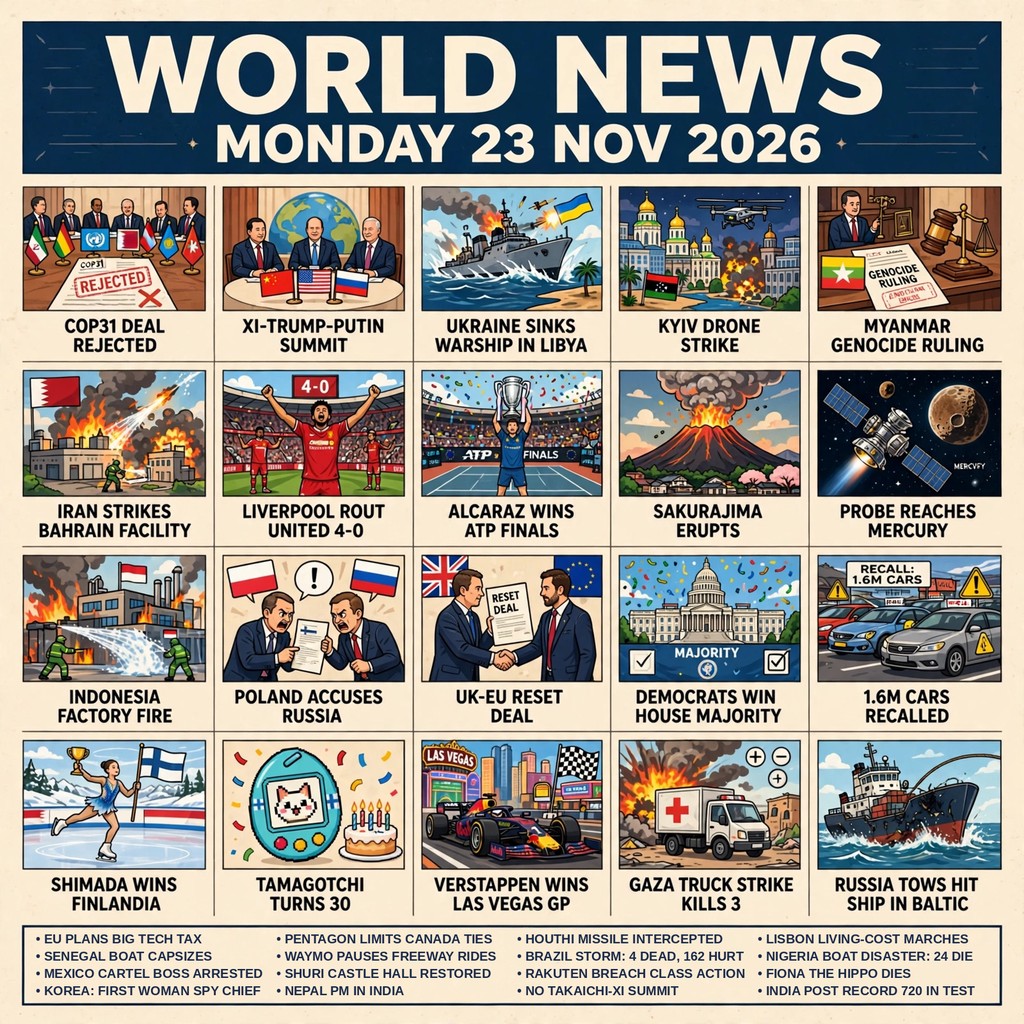 WORLD NEWS
MONDAY 23 NOV 2026
COP31
REJECTED
COP31 DEAL
REJECTED
XI-TRUMP-PUTIN
SUMMIT
UKRAINE SINKS
WARSHIP IN LIBYA
KYIV DRONE
STRIKE
GENOCIDE
RULING
MYANMAR
GENOCIDE RULING
IRAN STRIKES
BAHRAIN FACILITY
4-0
LIVERPOOL ROUT
UNITED 4-0
ATP FINALS
ALCARAZ WINS
ATP FINALS
SAKURAJIMA
ERUPTS
MERCVFY
PROBE REACHES
MERCURY
INDONESIA
FACTORY FIRE
!
POLAND ACCUSES
RUSSIA
RESET
DEAL
UK-EU RESET
DEAL
MAJORITY
DEMOCRATS WIN
HOUSE MAJORITY
RECALL:
1.6M CARS
1.6M CARS
RECALLED
SHIMADA WINS
FINLANDIA
TAMAGOTCHI
TURNS 30
LAS VEGAS
VERSTAPPEN WINS
LAS VEGAS GP
GAZA TRUCK STRIKE
KILLS 3
RUSSIA TOWS HIT
SHIP IN BALTIC
• EU PLANS BIG TECH TAX
• SENEGAL BOAT CAPSIZES
• MEXICO CARTEL BOSS ARRESTED
• KOREA: FIRST WOMAN SPY CHIEF
• PENTAGON LIMITS CANADA TIES
• WAYMO PAUSES FREEWAY RIDES
• SHURI CASTLE HALL RESTORED
• NEPAL PM IN INDIA
• HOUTHI MISSILE INTERCEPTED
• BRAZIL STORM: 4 DEAD, 162 HURT
• RAKUTEN BREACH CLASS ACTION
• NO TAKAICHI-XI SUMMIT
• LISBON LIVING-COST MARCHES
• NIGERIA BOAT DISASTER: 24 DIE
• FIONA THE HIPPO DIES
• INDIA POST RECORD 720 IN TEST